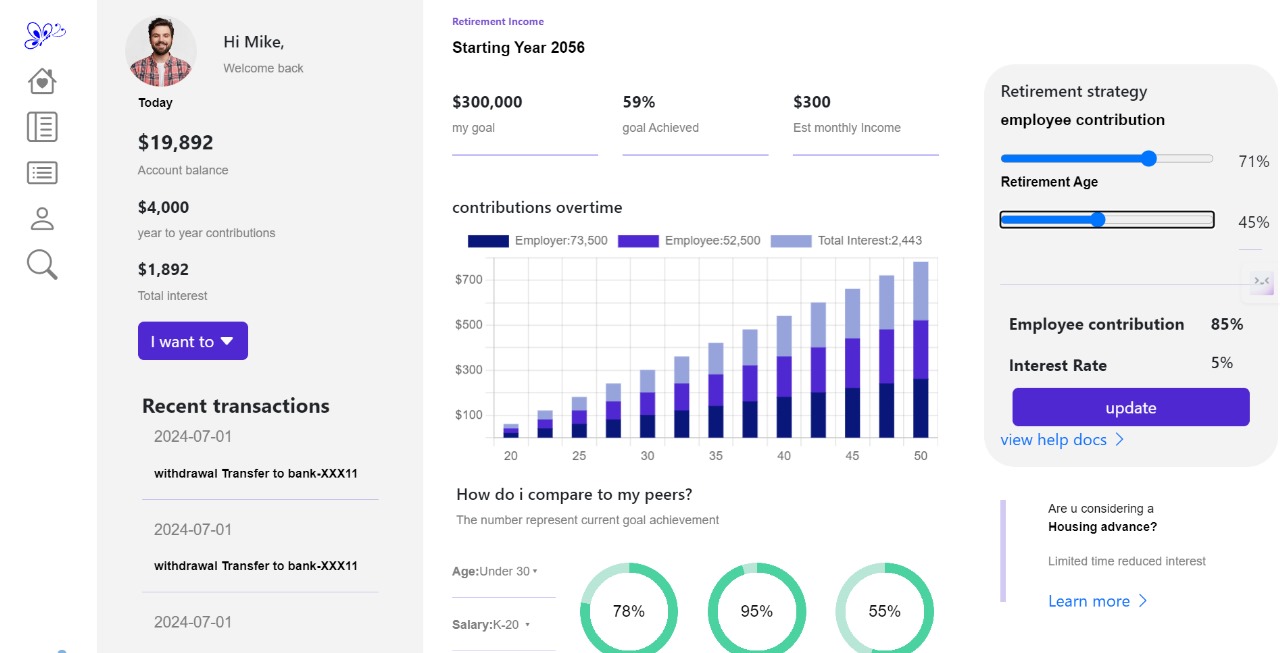 Hi Mike,
Welcome back
Today
$19,892
Account balance
$4,000
year to year contributions
$1,892
Total interest
I want to
Recent transactions
2024-07-01
withdrawal Transfer to bank-XXX11
2024-07-01
withdrawal Transfer to bank-XXX11
2024-07-01
Retirement Income
Starting Year 2056
$300,000
my goal
59%
goal Achieved
$300
Est monthly Income
contributions overtime
Employer:73,500 Employee:52,500 Total Interest:2,443
$700
$500
$300
$100
20 25 30 35 40 45 50
How do i compare to my peers?
The number represent current goal achievement
Age:Under 30
Salary:K-20
78% 95% 55%
Retirement strategy
employee contribution
71%
Retirement Age
45%
Employee contribution 85%
Interest Rate 5%
update
view help docs
Are u considering a
Housing advance?
Limited time reduced interest
Learn more